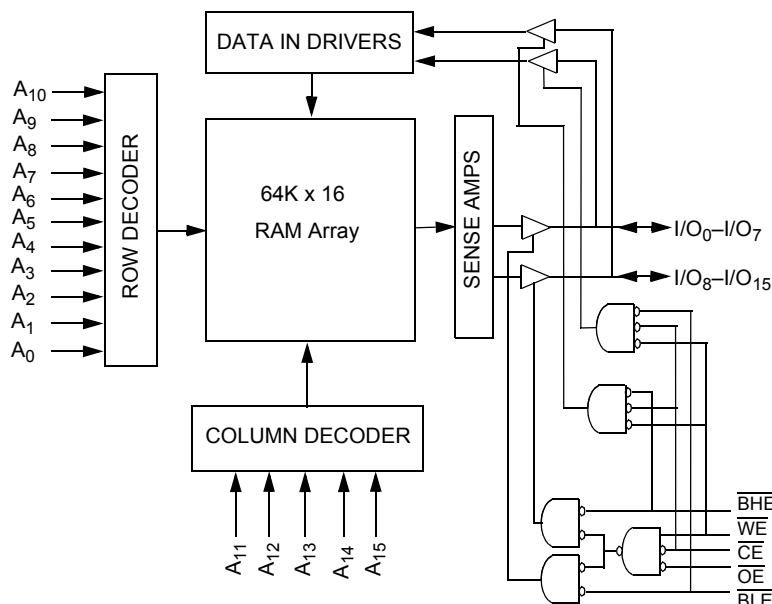 DATA IN DRIVERS
A10
A9
A8
A7
A6
A5
A4
A3
A2
A1
A0
ROW DECODER
64K x 16
RAM Array
SENSE AMPS
I/O0–I/O7
I/O8–I/O15
COLUMN DECODER
A11
A12
A13
A14
A15
BHE
WE
CE
OE
BLE